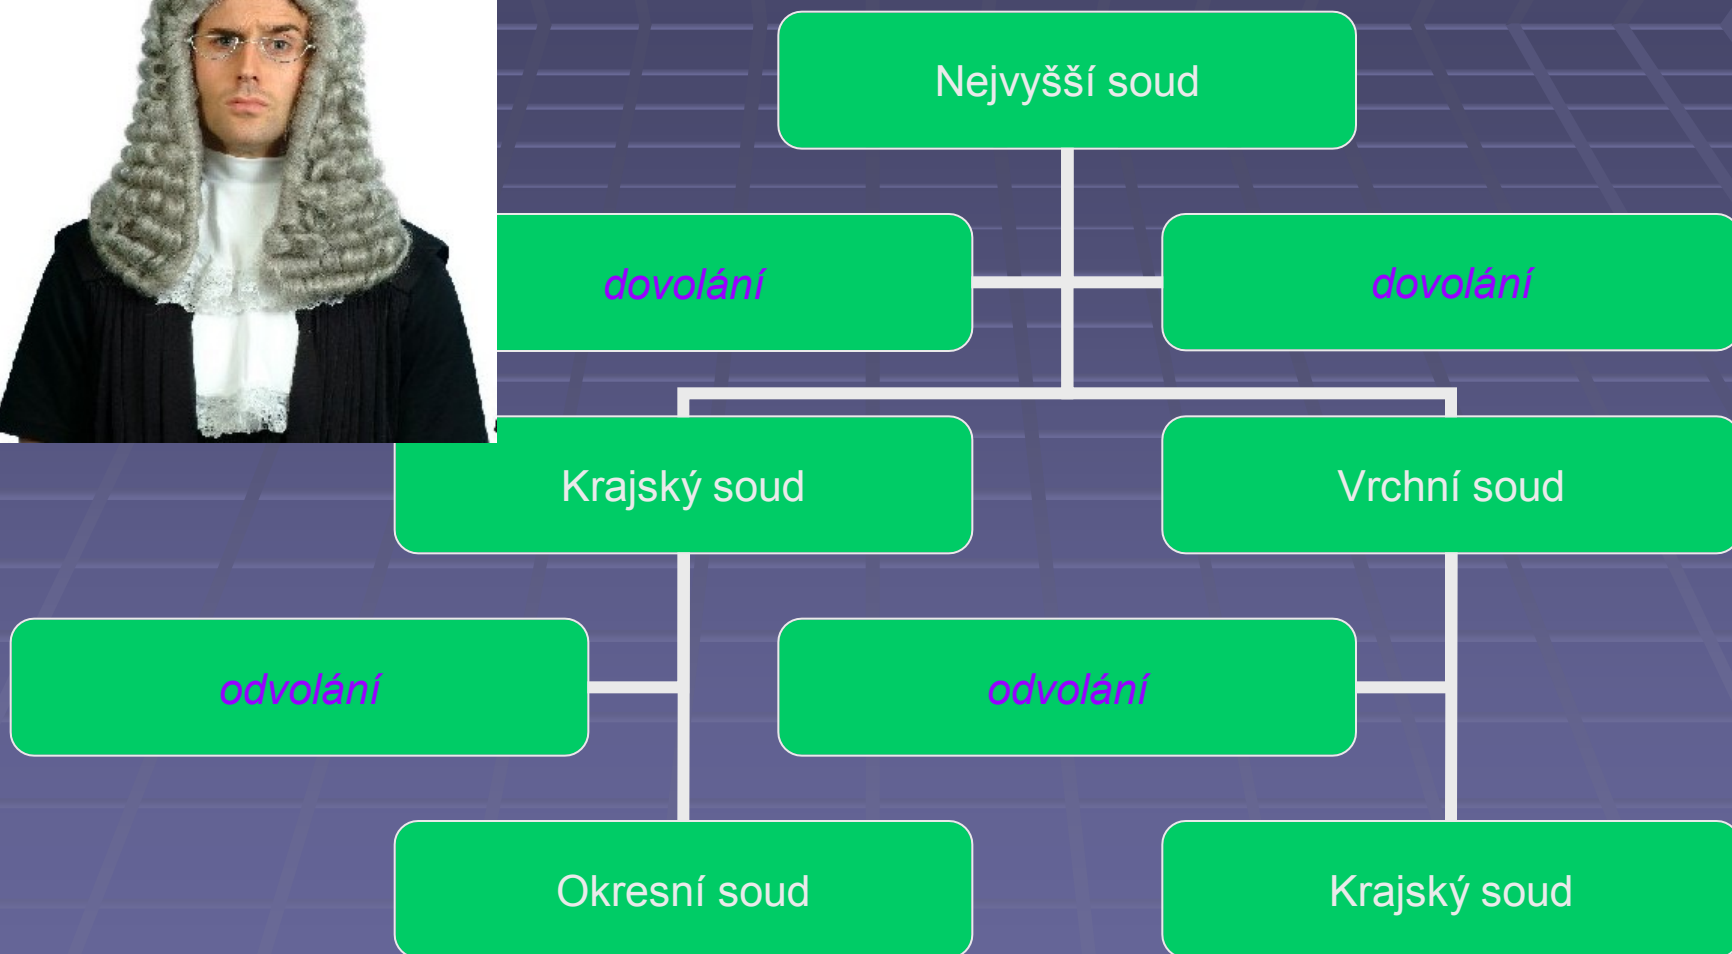 Nejvyšší soud
dovolání
dovolání
Krajský soud
Vrchní soud
odvolání
odvolání
Okresní soud
Krajský soud